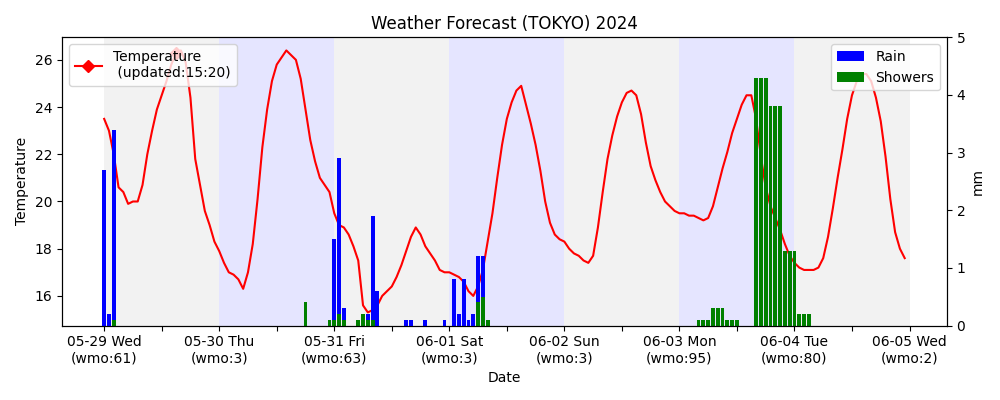 Weather Forecast (TOKYO) 2024
Temperature
(updated:15:20)
Rain
Showers
26
24
22
20
18
16
Temperature
5
4
3
2
1
0
mm
05-29 Wed
(wmo:61)
05-30 Thu
(wmo:3)
05-31 Fri
(wmo:63)
06-01 Sat
(wmo:3)
06-02 Sun
(wmo:3)
06-03 Mon
(wmo:95)
06-04 Tue
(wmo:80)
06-05 Wed
(wmo:2)
Date